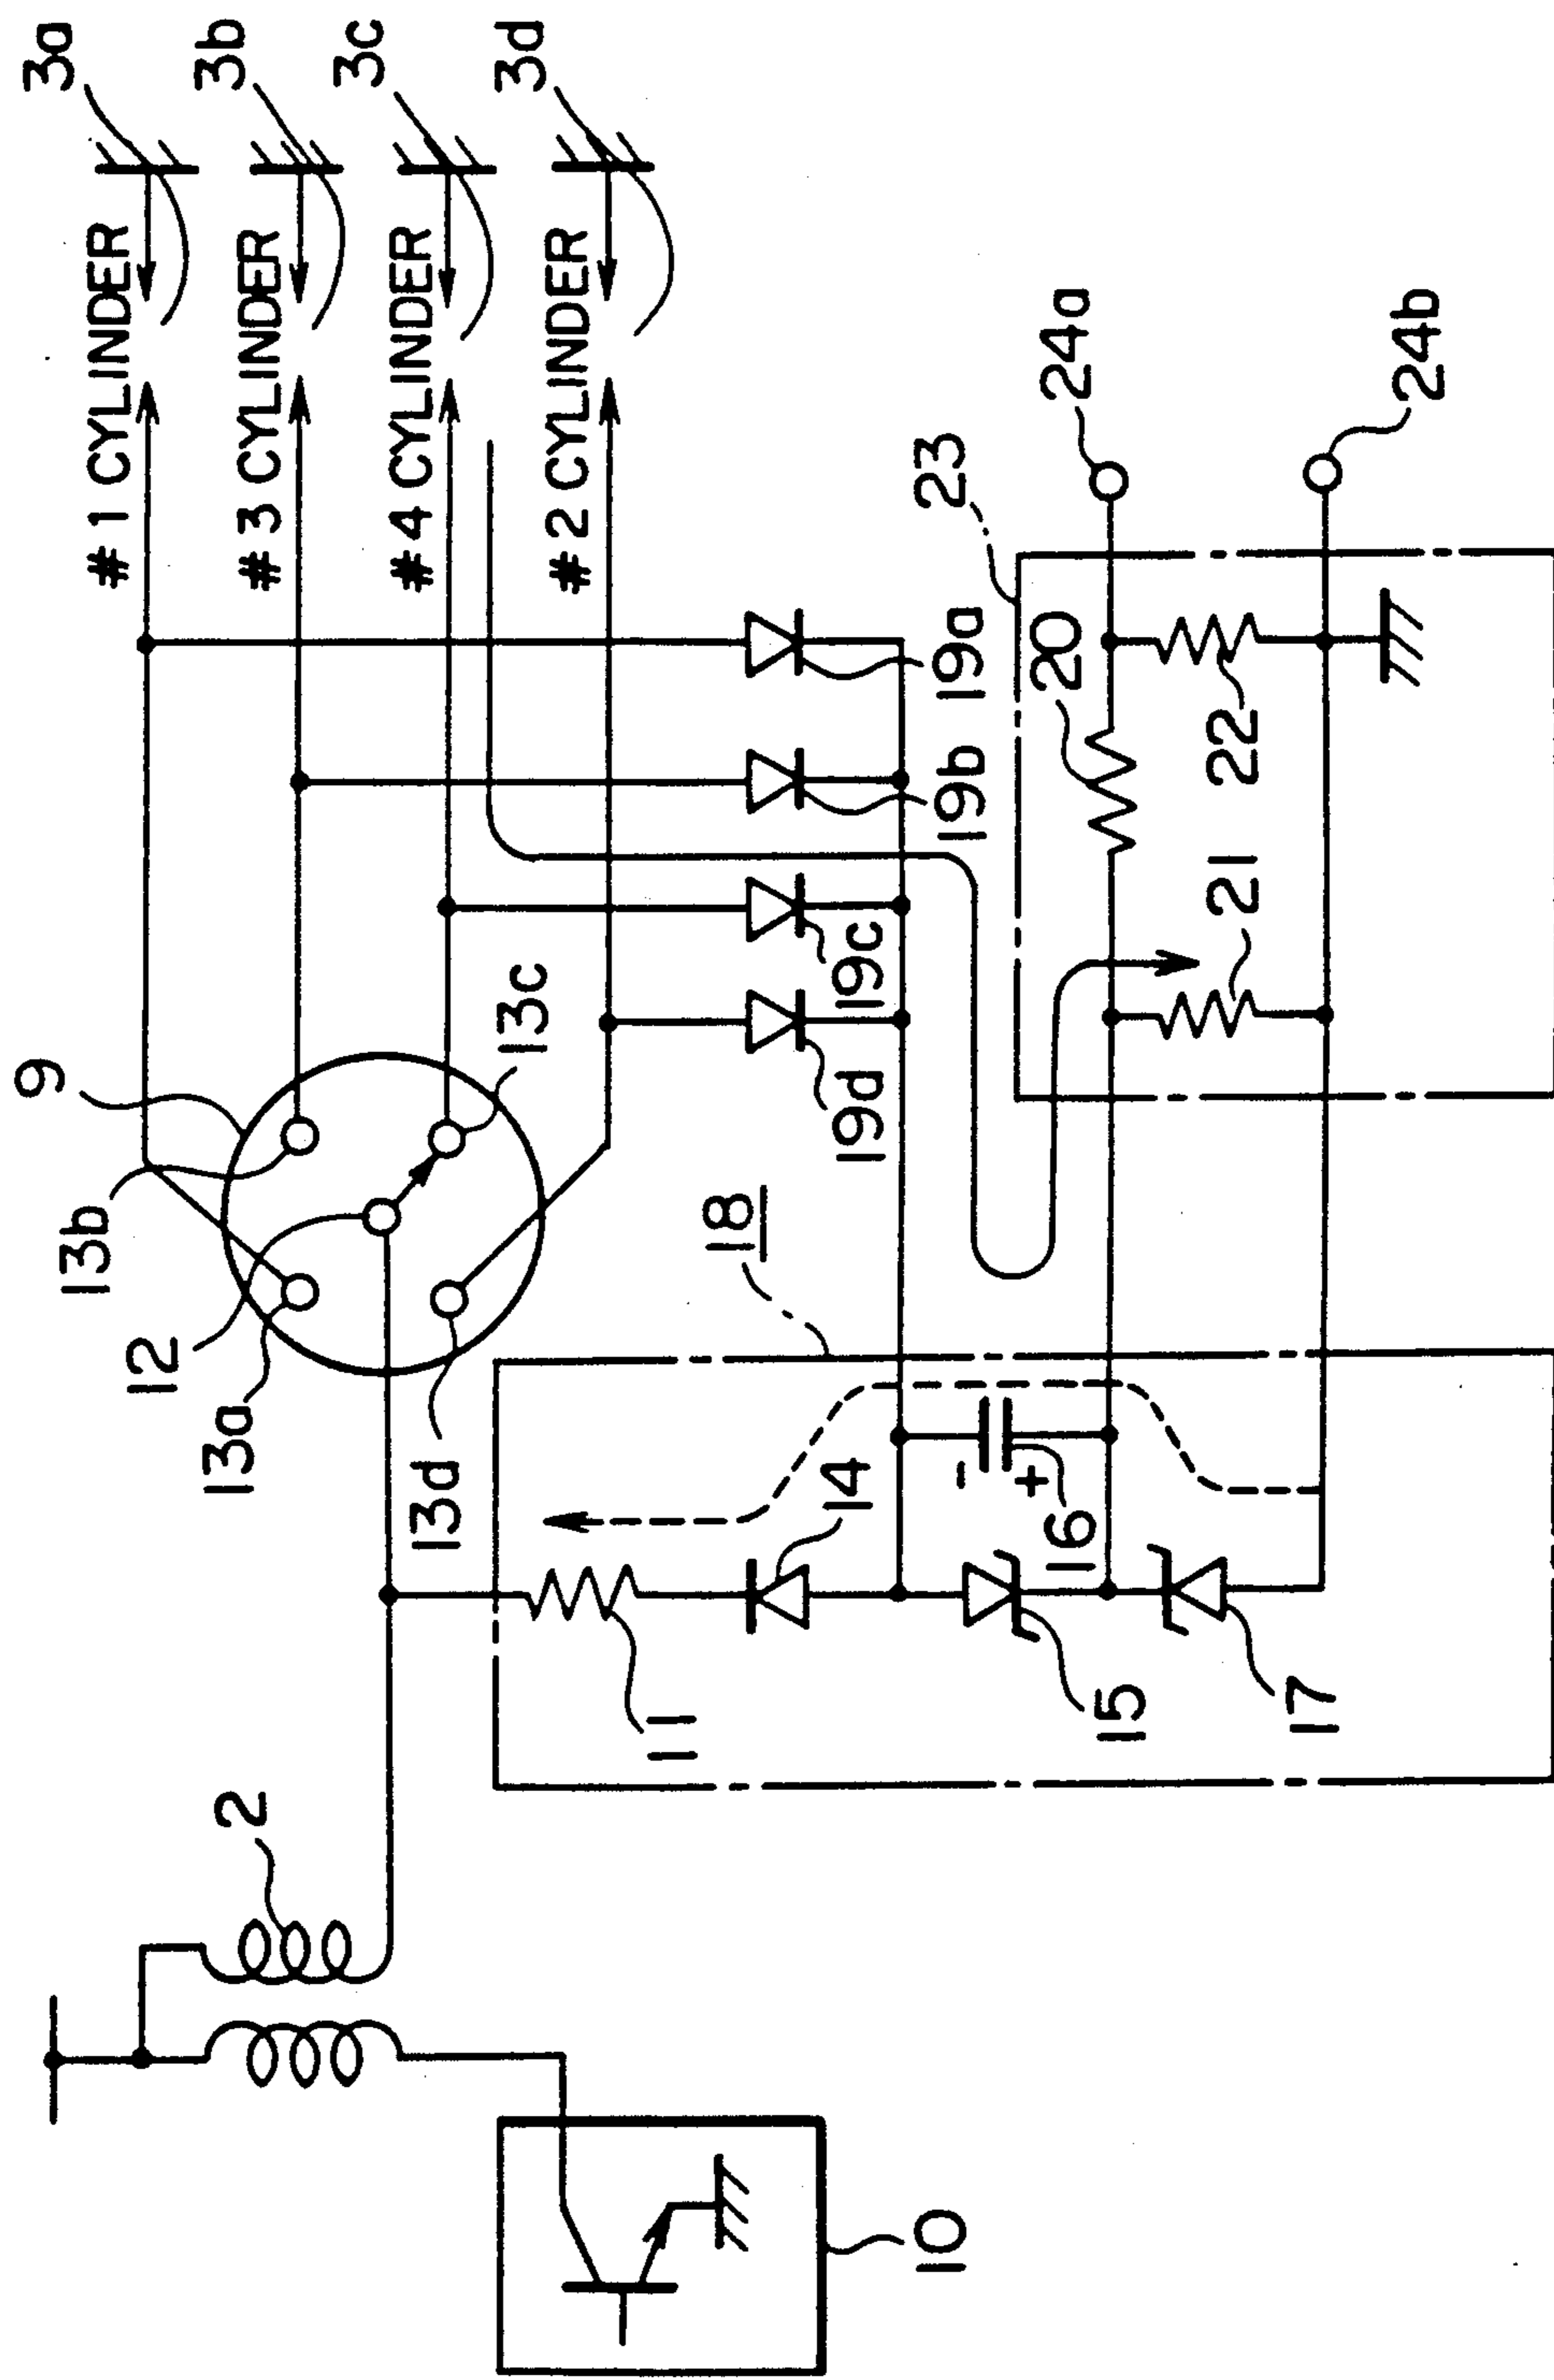 3a
# 1 CYLINDER
3b
# 3 CYLINDER
3c
# 4 CYLINDER
3d
# 2 CYLINDER
9
13b
12
13a
13c
13d
2
10
11
14
15
-
+
16
17
18
19a
19b
19c
19d
20
21
22
23
24a
24b